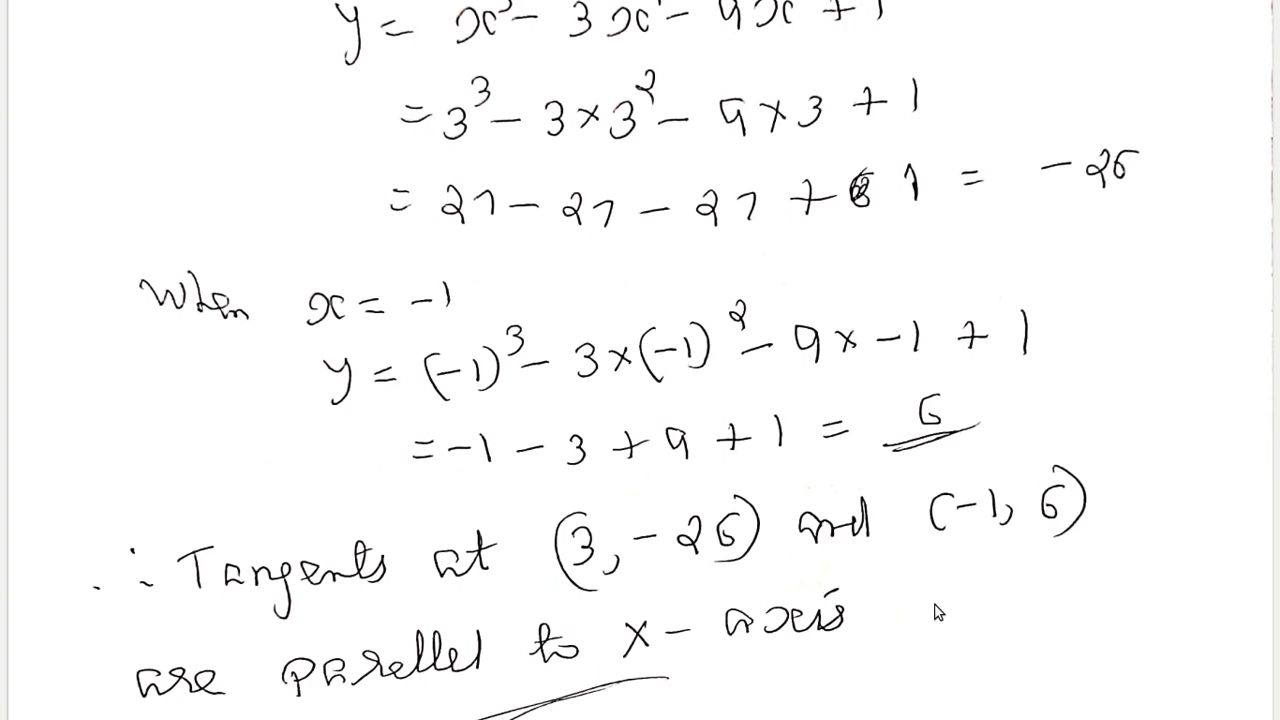 y = x³ - 3x² - 9x + 1
= 3³ - 3×3² - 9×3 + 1
= 27 - 27 - 27 + 1 = -26
When x = -1
y = (-1)³ - 3×(-1)² - 9× -1 + 1
= -1 - 3 + 9 + 1 = 6
∴ Tangents at (3, -26) and (-1, 6)
are parellel to x - axis